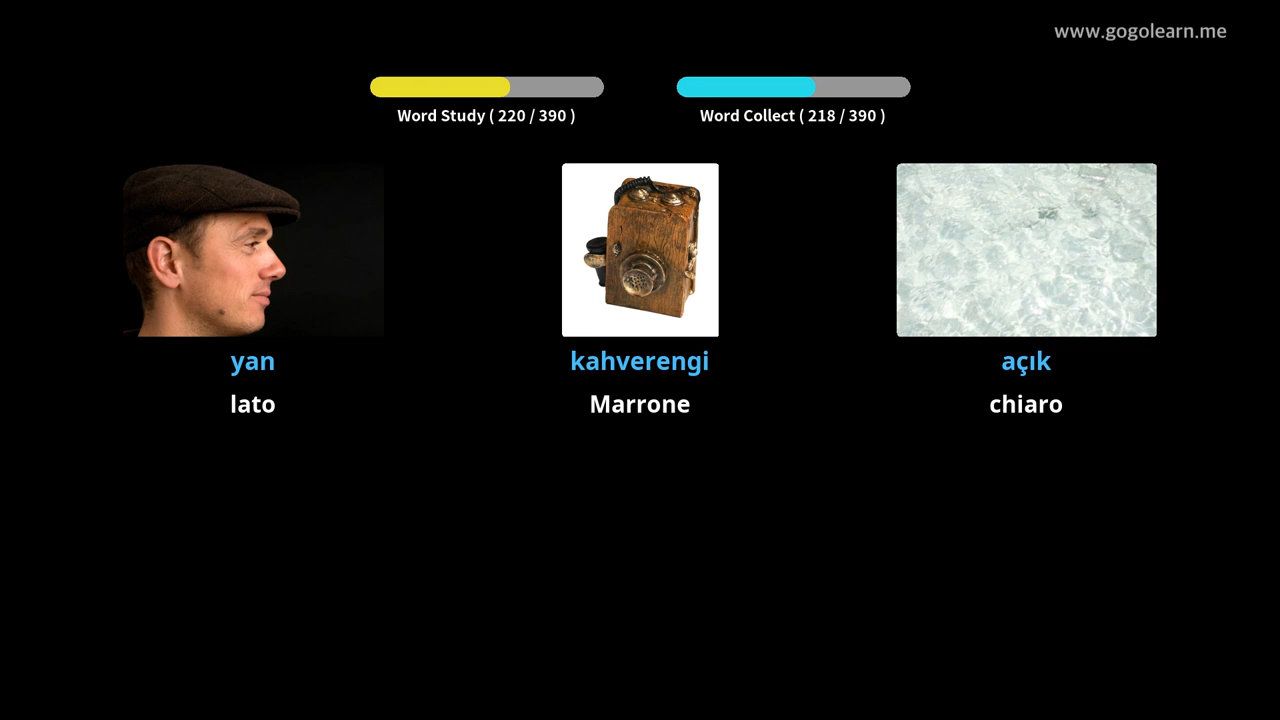 www.gogolearn.me
Word Study ( 220 / 390 )
Word Collect ( 218 / 390 )
yan
kahverengi
açık
lato
Marrone
chiaro